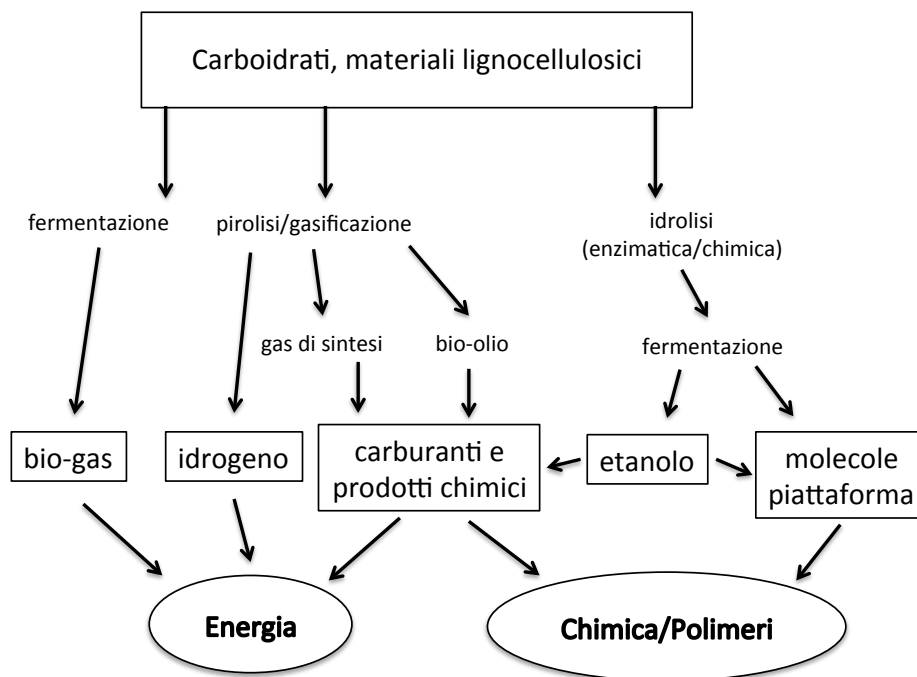 Carboidrati, materiali lignocellulosici
fermentazione
pirolisi/gasificazione
idrolisi
(enzimatica/chimica)
gas di sintesi
bio-olio
fermentazione
bio-gas
idrogeno
carburanti e
prodotti chimici
etanolo
molecole
piattaforma
Energia
Chimica/Polimeri